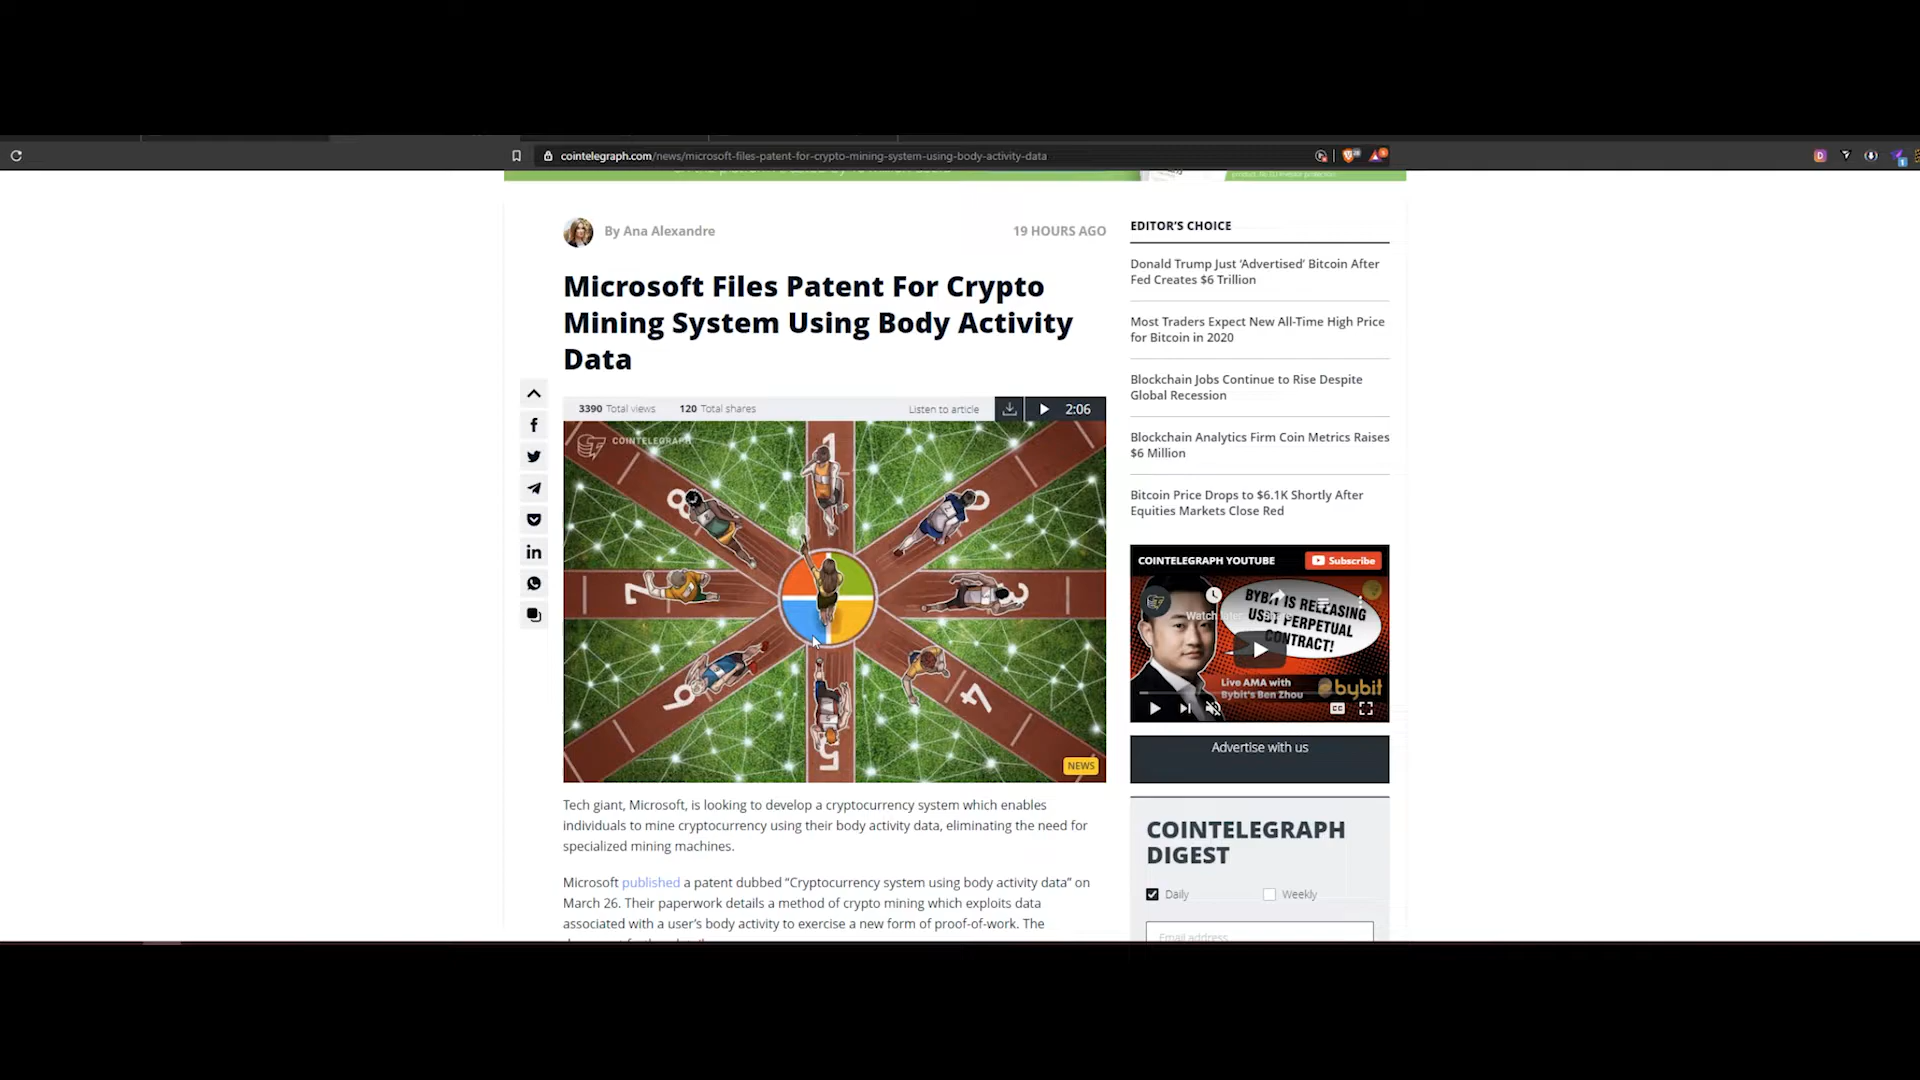 cointelegraph.com/news/microsoft-files-patent-for-crypto-mining-system-using-body-activity-data
By Ana Alexandre
19 HOURS AGO
Microsoft Files Patent For Crypto
Mining System Using Body Activity
Data
3390 Total views
120 Total shares
Listen to article
2:06
COINTELEGRAPH
1
8
7
6
5
4
NEWS
Tech giant, Microsoft, is looking to develop a cryptocurrency system which enables
individuals to mine cryptocurrency using their body activity data, eliminating the need for
specialized mining machines.
Microsoft published a patent dubbed “Cryptocurrency system using body activity data” on
March 26. Their paperwork details a method of crypto mining which exploits data
associated with a user’s body activity to exercise a new form of proof-of-work. The
EDITOR’S CHOICE
Donald Trump Just ‘Advertised’ Bitcoin After
Fed Creates $6 Trillion
Most Traders Expect New All-Time High Price
for Bitcoin in 2020
Blockchain Jobs Continue to Rise Despite
Global Recession
Blockchain Analytics Firm Coin Metrics Raises
$6 Million
Bitcoin Price Drops to $6.1K Shortly After
Equities Markets Close Red
COINTELEGRAPH YOUTUBE
Subscribe
BYBIT IS RELEASING
USDT PERPETUAL
CONTRACT!
Watch
Live AMA with
Bybit's Ben Zhou
bybit
CC
Advertise with us
COINTELEGRAPH
DIGEST
Daily
Weekly
Email address